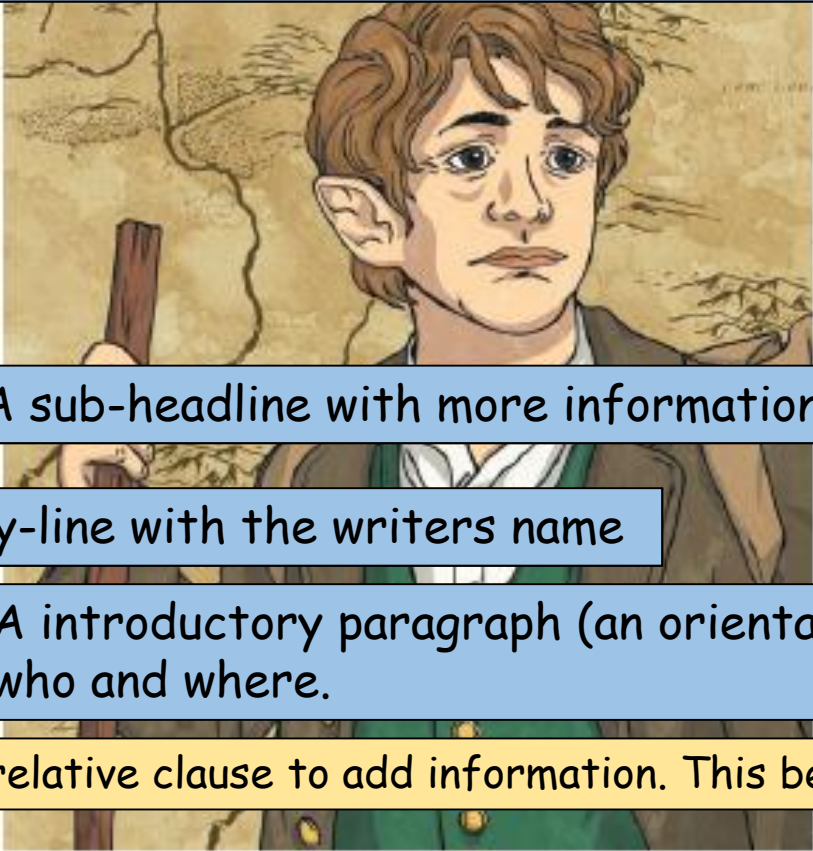 A sub-headline with more information
y-line with the writers name
A introductory paragraph (an orienta
who and where.
relative clause to add information. This be